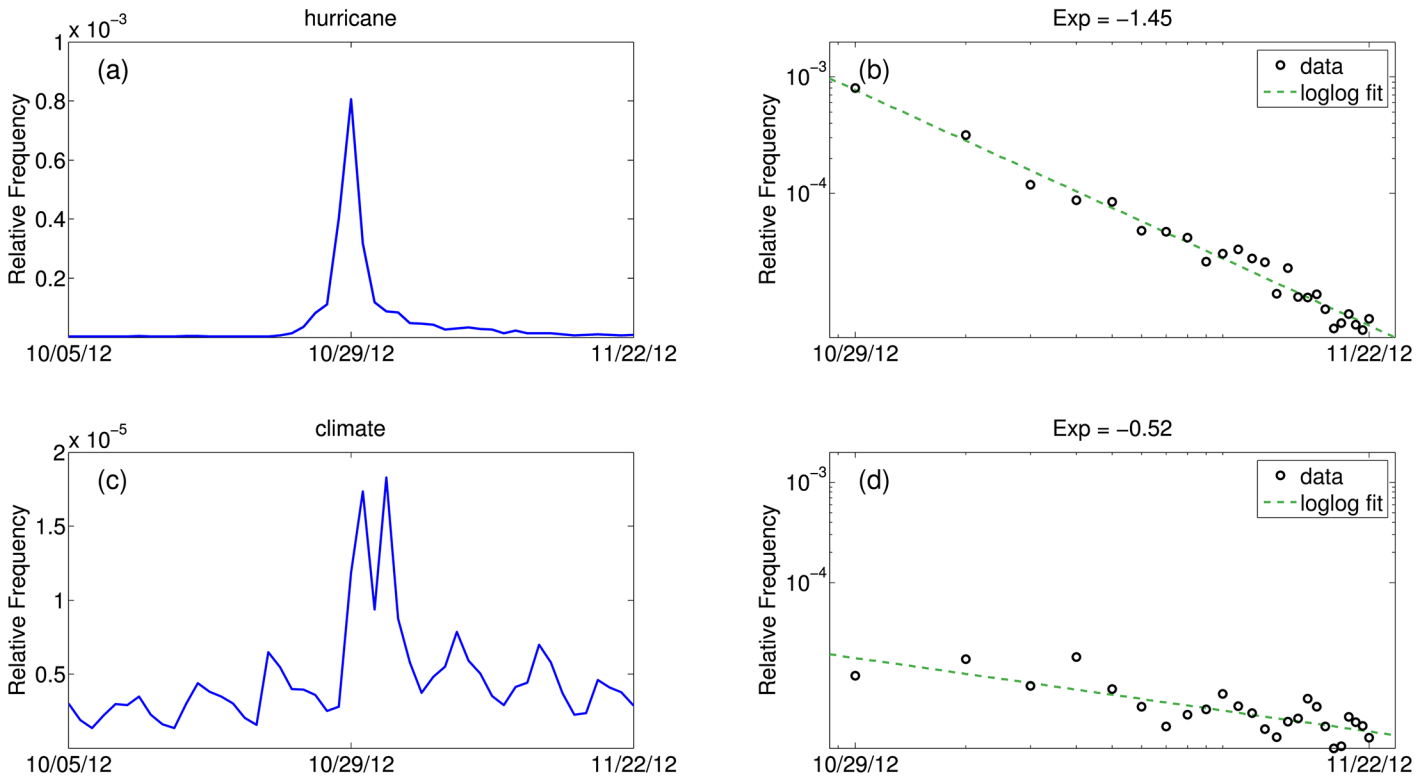 hurricane
x 10⁻³
(a)
1
0.8
0.6
0.4
0.2
Relative Frequency
10/05/12 10/29/12 11/22/12
Exp = −1.45
(b)
data
loglog fit
10⁻³
10⁻⁴
Relative Frequency
10/29/12 11/22/12
climate
x 10⁻⁵
(c)
2
1.5
1
0.5
Relative Frequency
10/05/12 10/29/12 11/22/12
Exp = −0.52
(d)
data
loglog fit
10⁻³
10⁻⁴
Relative Frequency
10/29/12 11/22/12